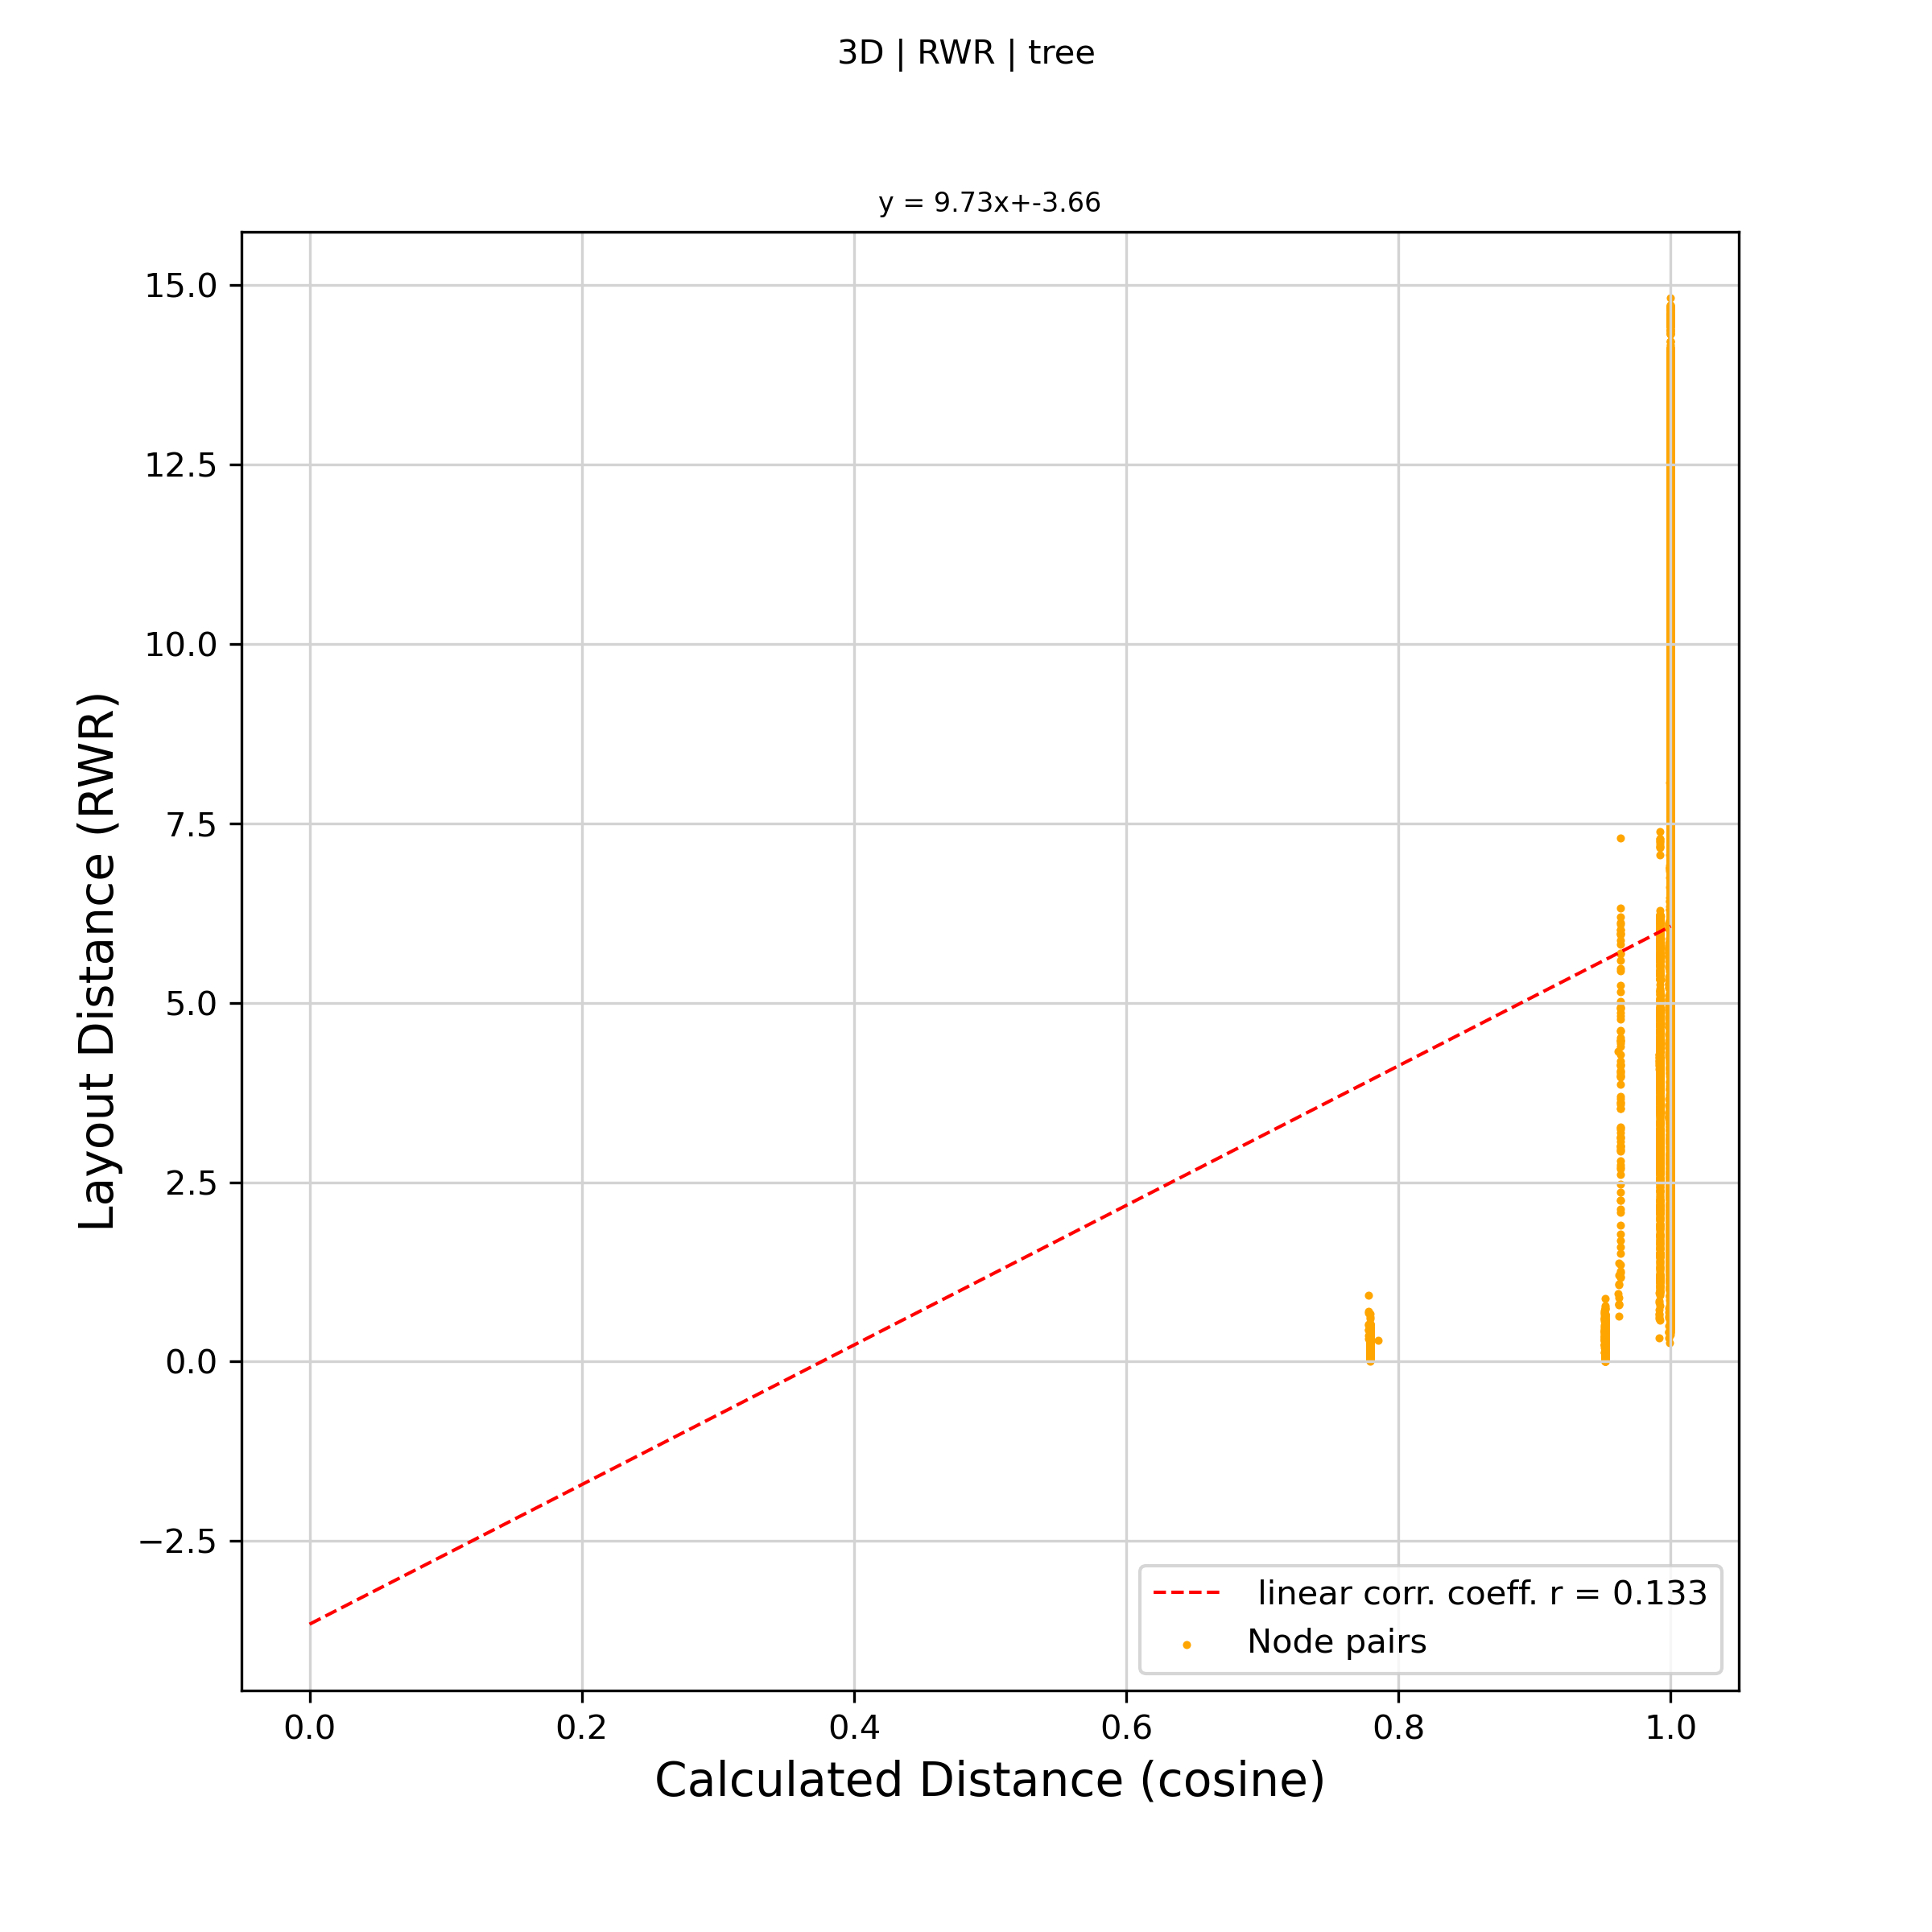 3D | RWR | tree
y = 9.73x+-3.66
15.0
12.5
10.0
7.5
5.0
2.5
0.0
−2.5
Layout Distance (RWR)
linear corr. coeff. r = 0.133
Node pairs
0.0 0.2 0.4 0.6 0.8 1.0
Calculated Distance (cosine)